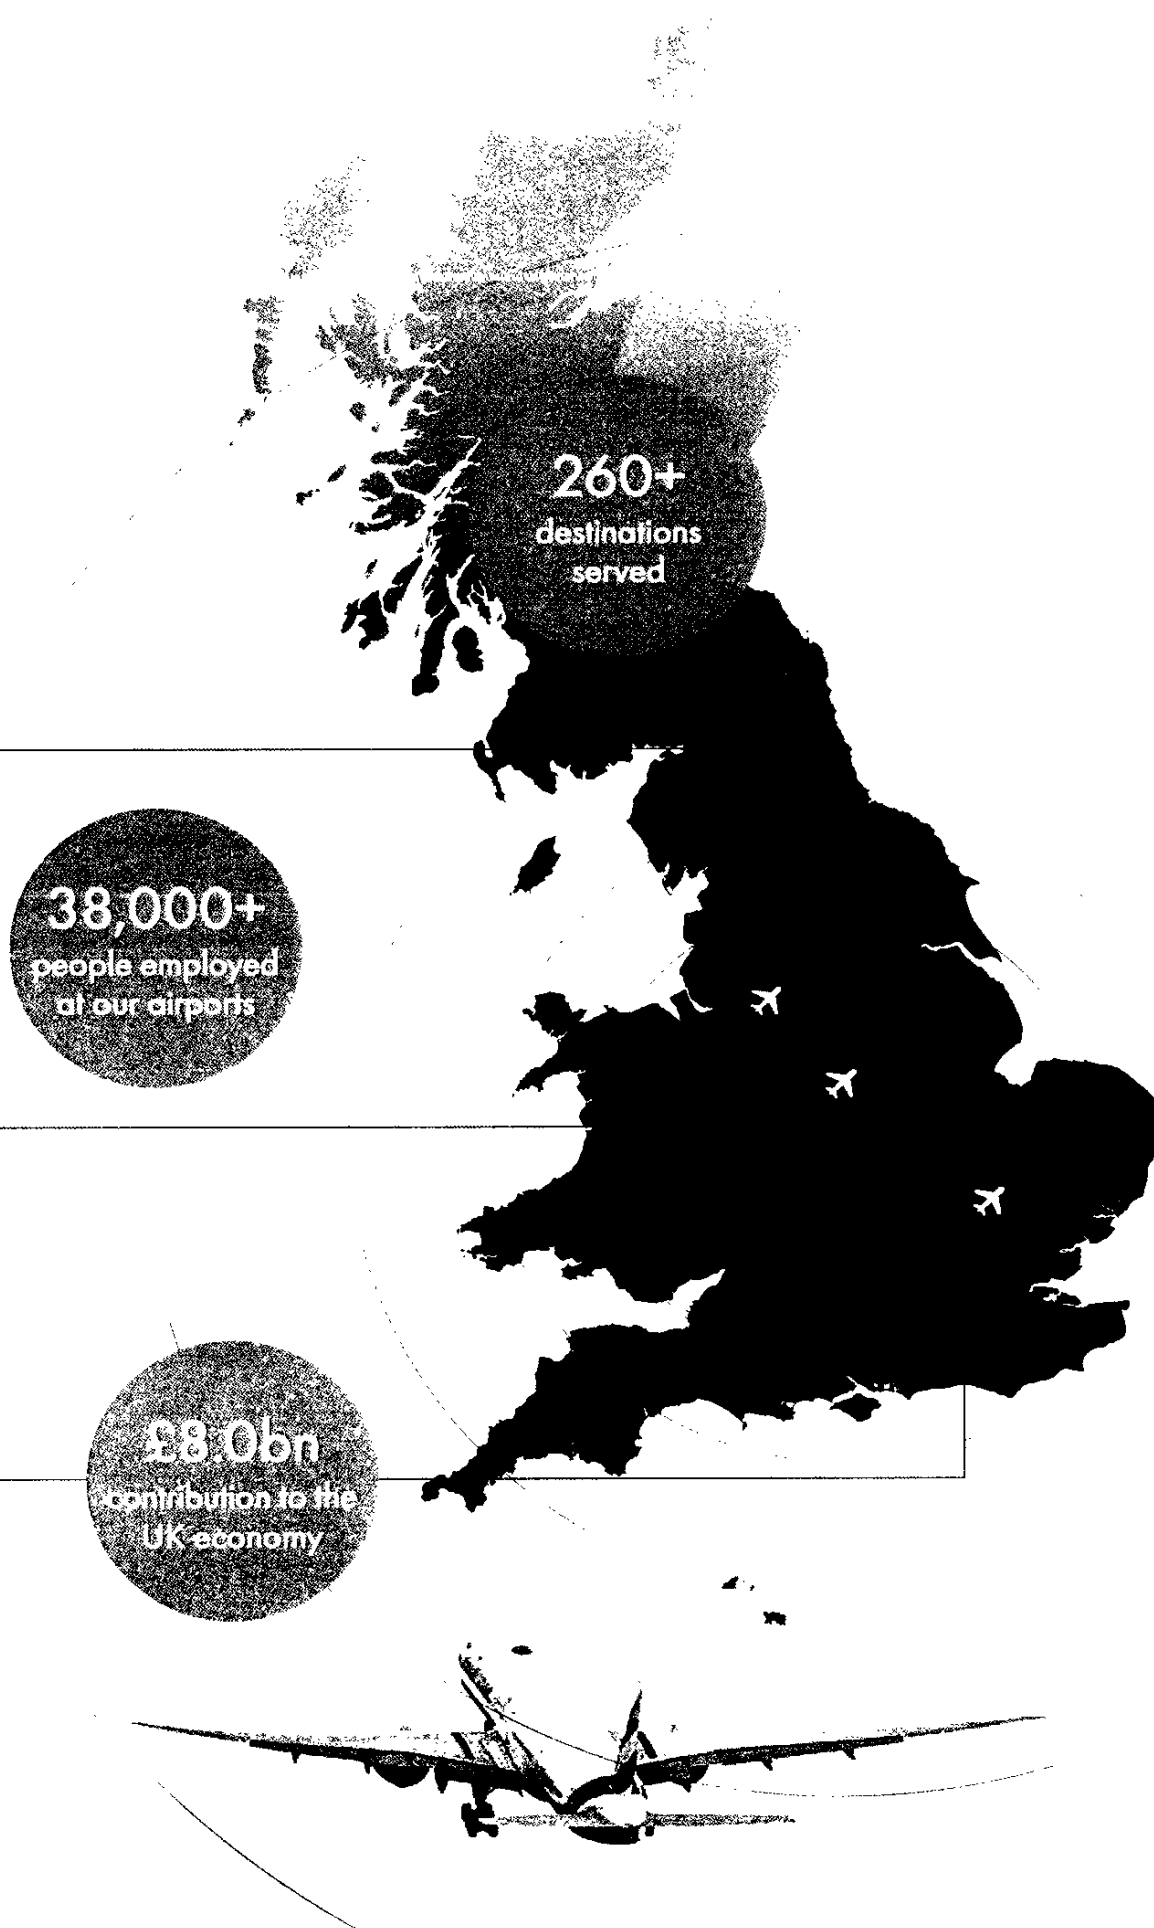 260+
destinations
served
38,000+
people employed
at our airports
£8.0bn
contribution to the
UK economy